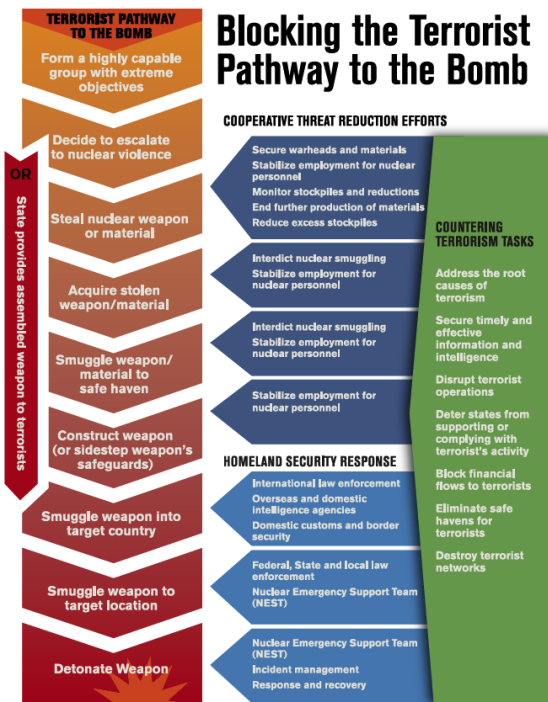 TERRORIST PATHWAY
TO THE BOMB
Form a highly capable
group with extreme
objectives
Decide to escalate
to nuclear violence
OR
State provides assembled weapon to terrorists
Steal nuclear weapon
or material
Acquire stolen
weapon/material
Smuggle weapon/
material to
safe haven
Construct weapon
(or sidestep weapon's
safeguards)
Smuggle weapon into
target country
Smuggle weapon to
target location
Detonate Weapon
Blocking the Terrorist
Pathway to the Bomb
COOPERATIVE THREAT REDUCTION EFFORTS
Secure warheads and materials
Stabilize employment for nuclear
personnel
Monitor stockpiles and reductions
End further production of materials
Reduce excess stockpiles
Interdict nuclear smuggling
Stabilize employment for
nuclear personnel
Interdict nuclear smuggling
Stabilize employment for
nuclear personnel
Stabilize employment for
nuclear personnel
HOMELAND SECURITY RESPONSE
International law enforcement
Overseas and domestic
intelligence agencies
Domestic customs and border
security
Federal, State and local law
enforcement
Nuclear Emergency Support Team
(NEST)
Nuclear Emergency Support Team
(NEST)
Incident management
Response and recovery
COUNTERING
TERRORISM TASKS
Address the root
causes of
terrorism
Secure timely and
effective
information and
intelligence
Disrupt terrorist
operations
Deter states from
supporting or
complying with
terrorist's activity
Block financial
flows to terrorists
Eliminate safe
havens for
terrorists
Destroy terrorist
networks